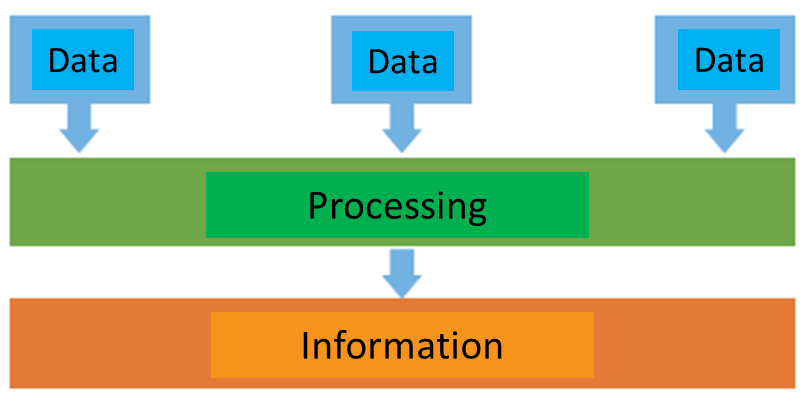 Data
Data
Data
Processing
Information